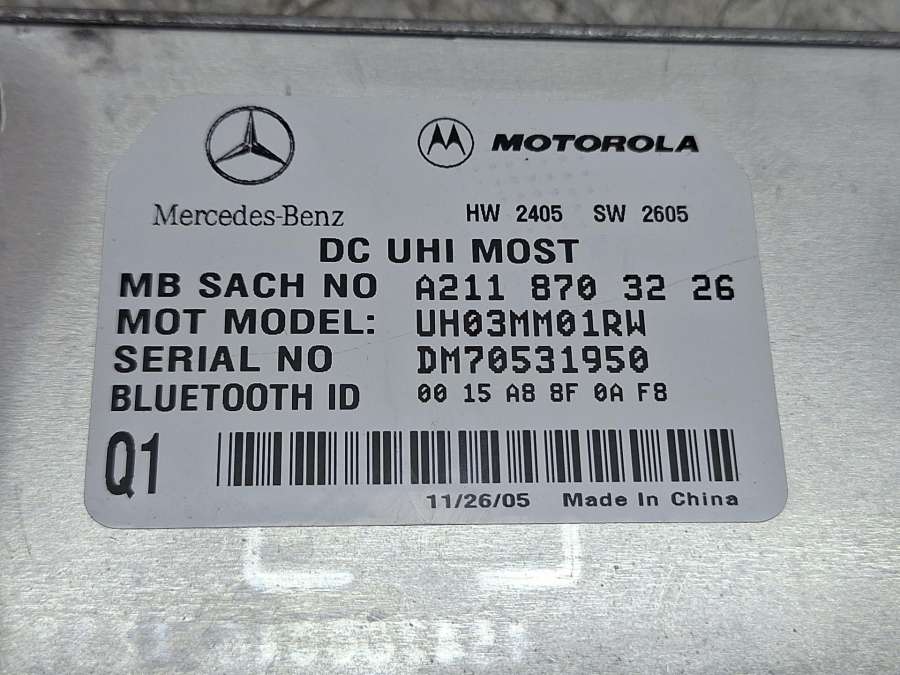 MOTOROLA
Mercedes-Benz
HW 2405 SW 2605
DC UHI MOST
MB SACH NO A211 870 32 26
MOT MODEL: UH03MM01RW
SERIAL NO DM70531950
BLUETOOTH ID 00 15 A8 8F 0A F8
Q1
11/26/05 Made In China